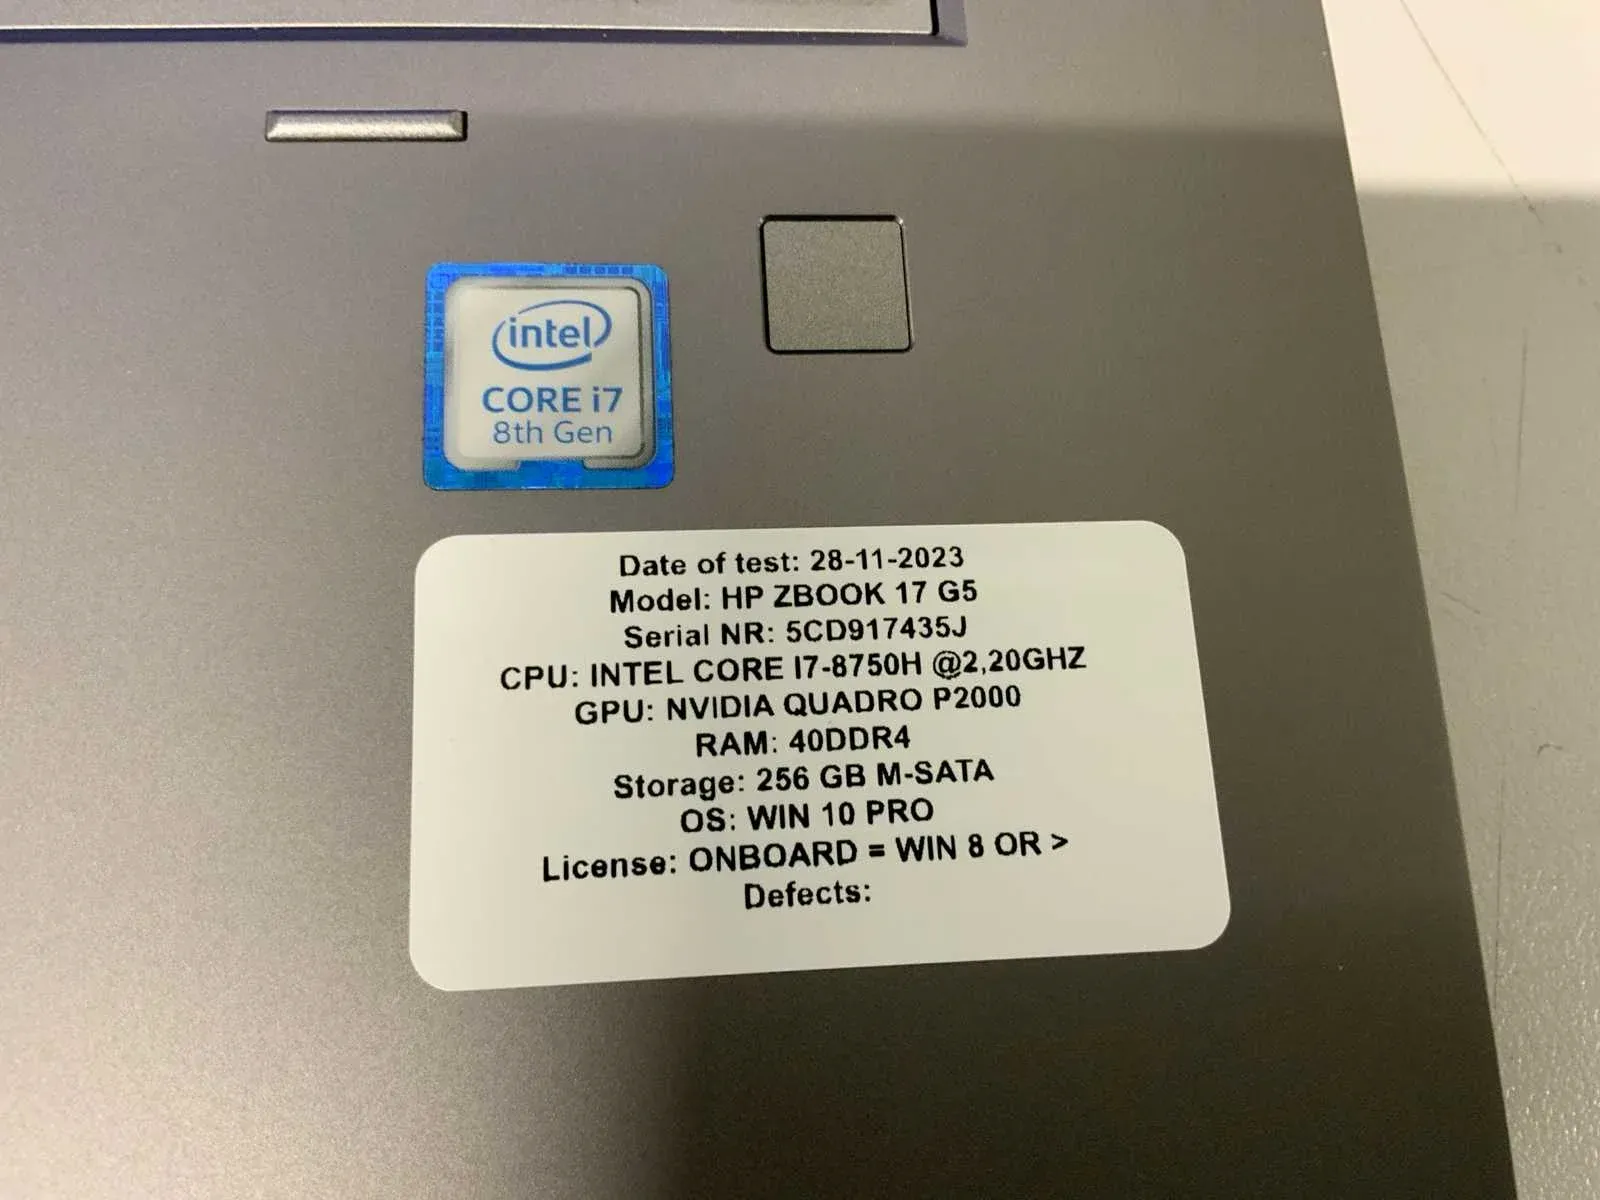 intel
CORE i7
8th Gen
Date of test: 28-11-2023
Model: HP ZBOOK 17 G5
Serial NR: 5CD917435J
CPU: INTEL CORE I7-8750H @2,20GHZ
GPU: NVIDIA QUADRO P2000
RAM: 40DDR4
Storage: 256 GB M-SATA
OS: WIN 10 PRO
License: ONBOARD = WIN 8 OR >
Defects: